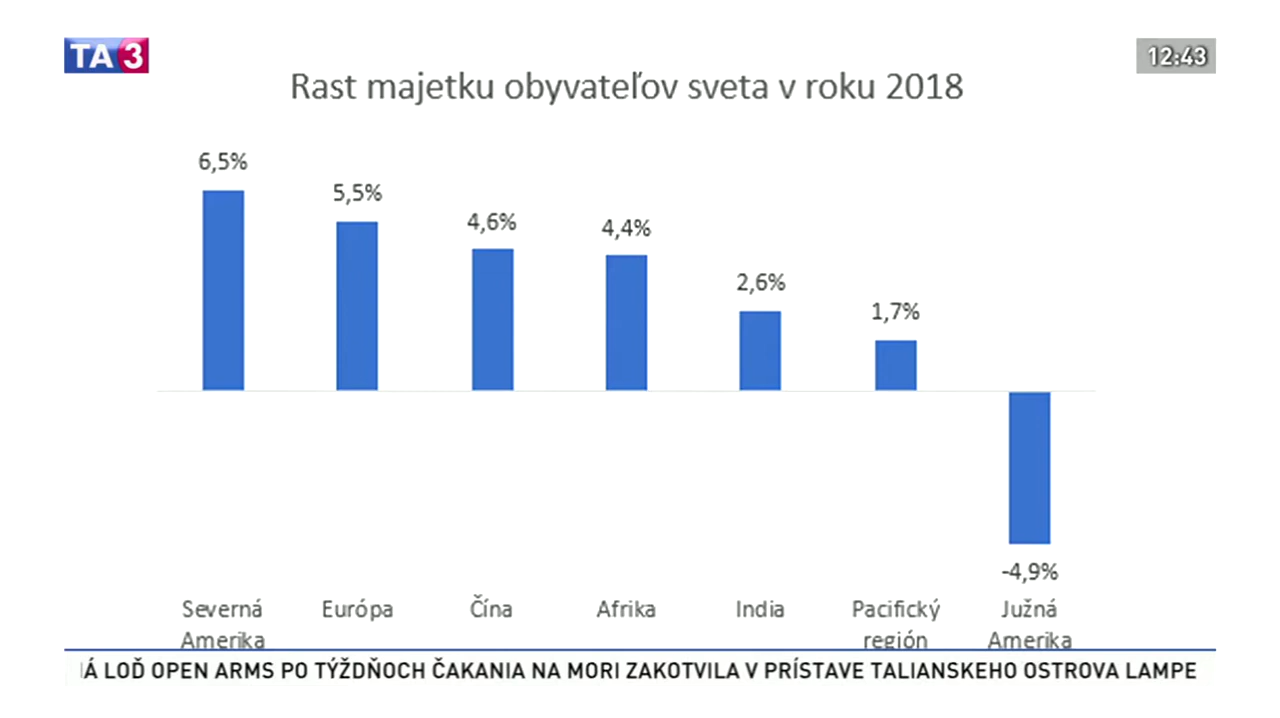 TA3
12:43
Rast majetku obyvateľov sveta v roku 2018
6,5%
5,5%
4,6%
4,4%
2,6%
1,7%
-4,9%
Severná
Amerika
Európa
Čína
Afrika
India
Pacifický
región
Južná
Amerika
Á LOĎ OPEN ARMS PO TÝŽDŇOCH ČAKANIA NA MORI ZAKOTVILA V PRÍSTAVE TALIANSKEHO OSTROVA LAMPE